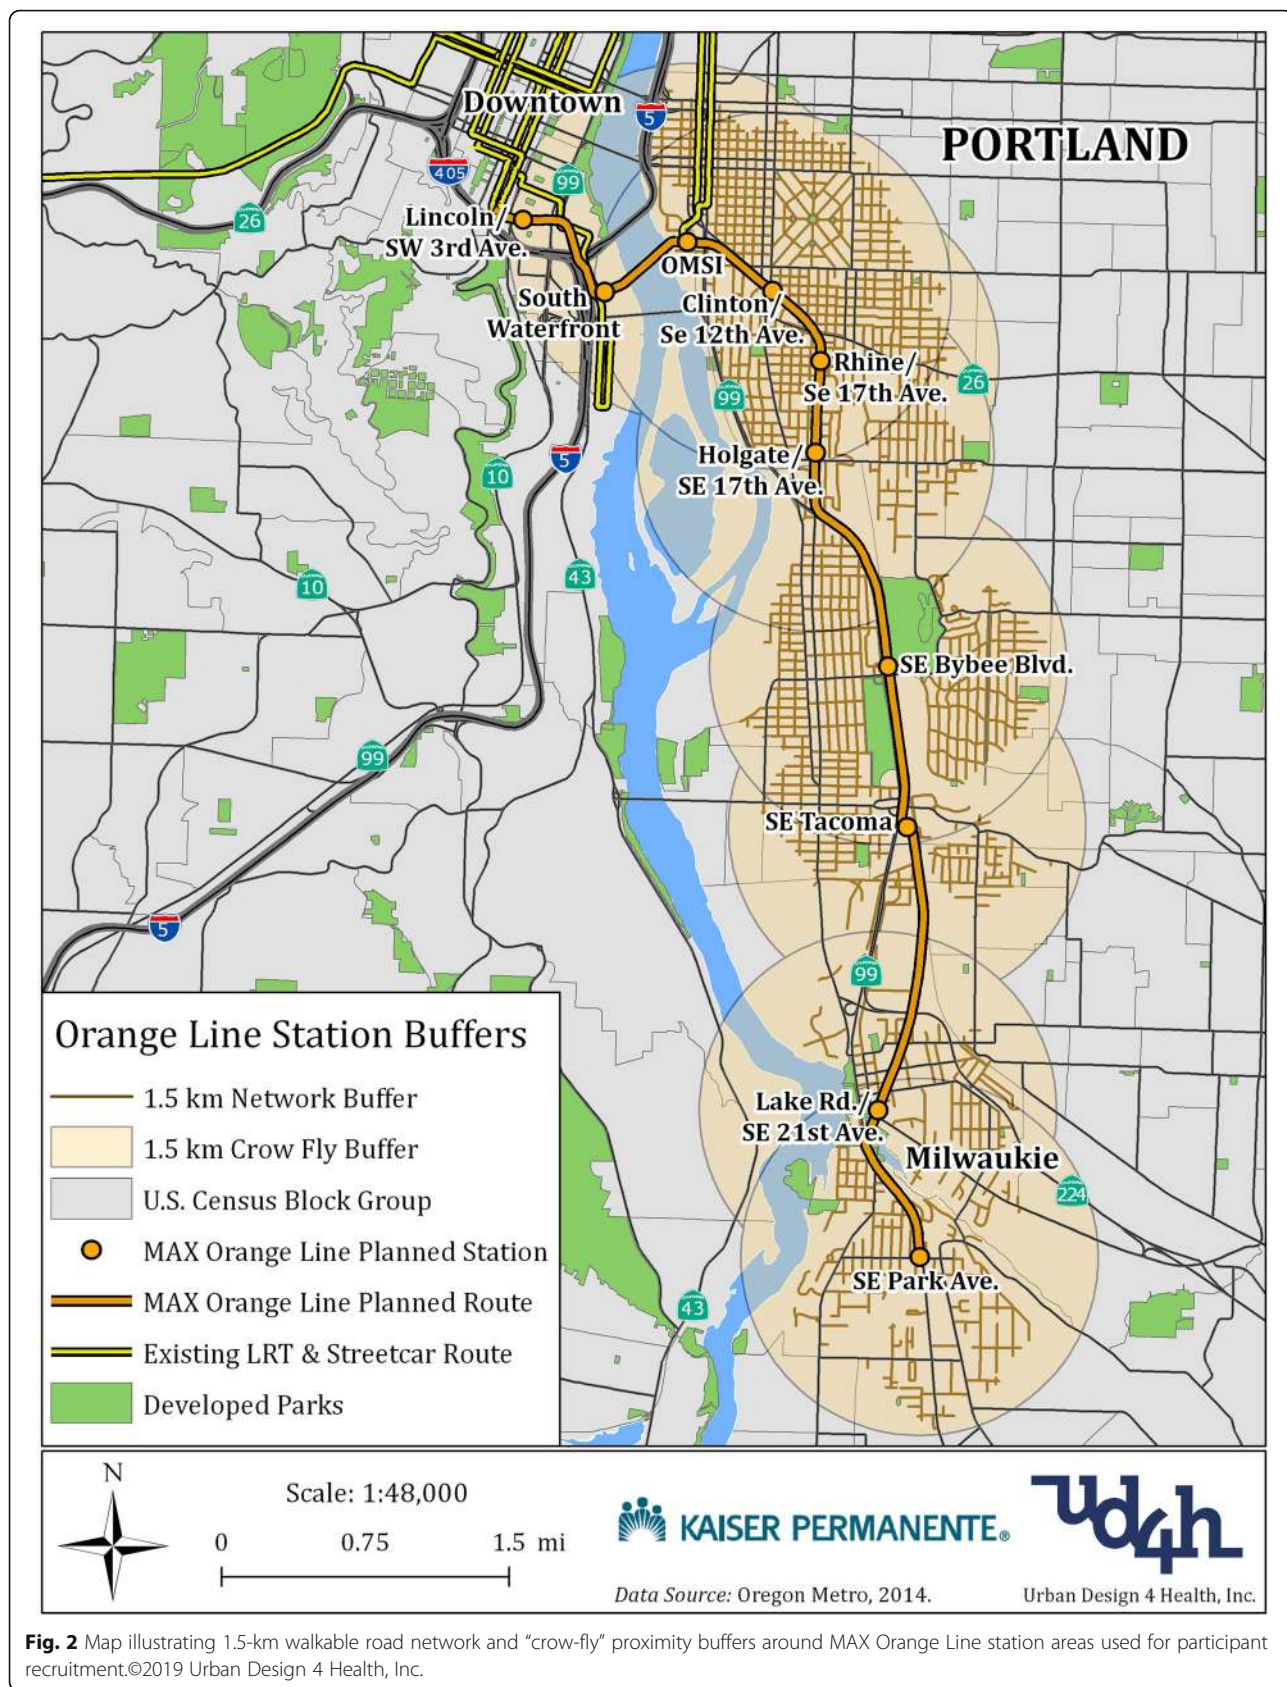 Downtown
5
PORTLAND
405
99
26
Lincoln/
SW 3rd Ave.
OMSI
South
Waterfront
Clinton/
Se 12th Ave.
Rhine/
Se 17th Ave.
26
99
Holgate/
SE 17th Ave.
5
10
10
43
SE Bybee Blvd.
99
SE Tacoma
5
99
Lake Rd./
SE 21st Ave.
Milwaukie
224
SE Park Ave.
43
Orange Line Station Buffers
1.5 km Network Buffer
1.5 km Crow Fly Buffer
U.S. Census Block Group
MAX Orange Line Planned Station
MAX Orange Line Planned Route
Existing LRT & Streetcar Route
Developed Parks
N
Scale: 1:48,000
0 0.75 1.5 mi
KAISER PERMANENTE®
ud4h
Data Source: Oregon Metro, 2014.
Urban Design 4 Health, Inc.
Fig. 2 Map illustrating 1.5-km walkable road network and “crow-fly” proximity buffers around MAX Orange Line station areas used for participant
recruitment.©2019 Urban Design 4 Health, Inc.